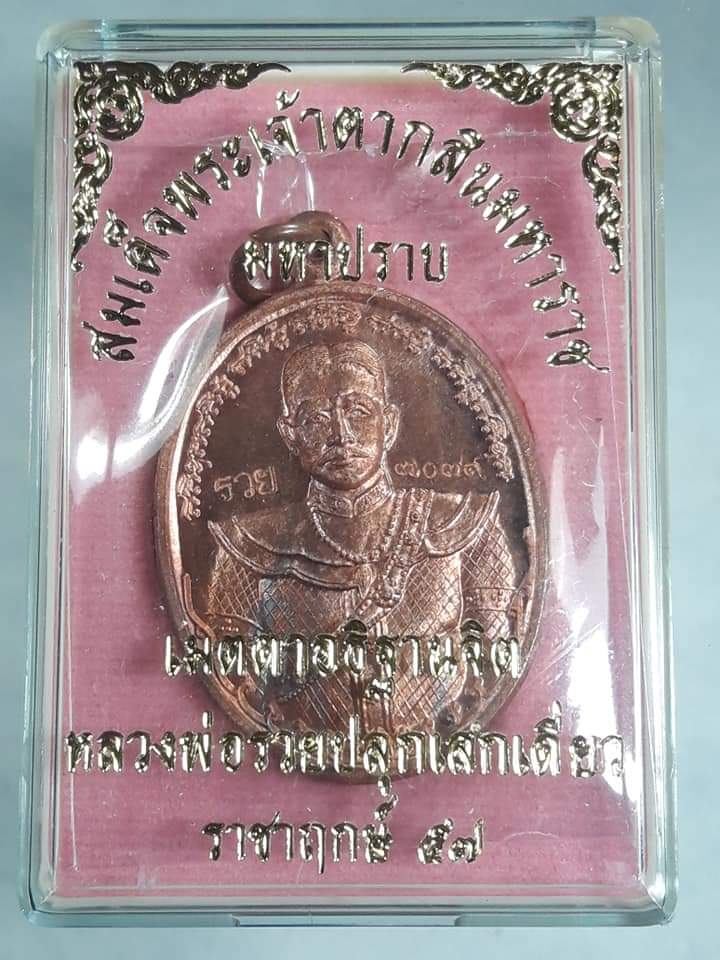 สมเด็จพระเจ้าตากสินมหาราช
มหาปราบ
รวย ๓๐๗๙
เมตตาอธิฐานจิต
หลวงพ่อรวยปลุกเสกเดี่ยว
ราชาฤกษ์ ๕๗